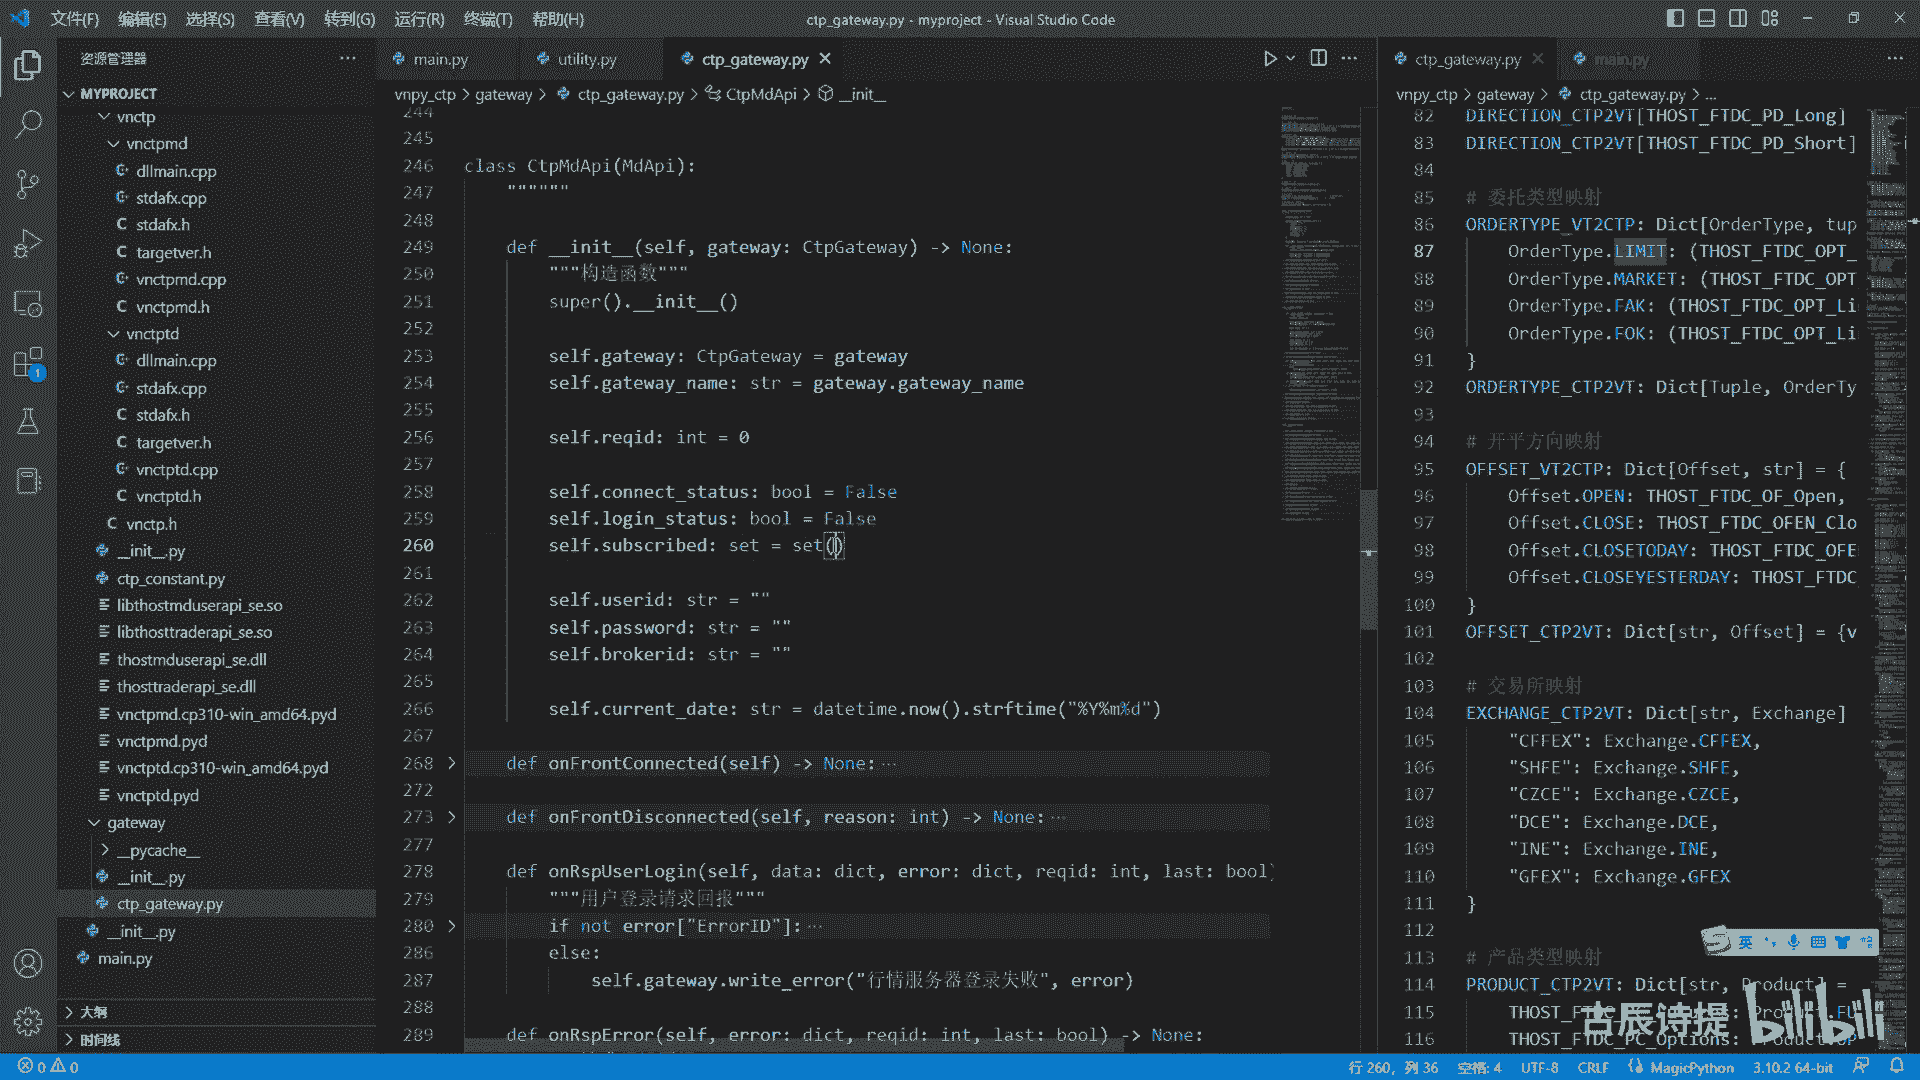 文件(F) 编辑(E) 选择(S) 查看(V) 转到(G) 运行(R) 终端(T) 帮助(H)
ctp_gateway.py - myproject - Visual Studio Code
资源管理器
MYPROJECT
vnctp
vnctpmd
dllmain.cpp
stdafx.cpp
stdafx.h
targetver.h
vnctpmd.cpp
vnctpmd.h
vnctptd
dllmain.cpp
stdafx.cpp
stdafx.h
targetver.h
vnctptd.cpp
vnctptd.h
vnctp.h
__init__.py
ctp_constant.py
libthostmduserapi_se.so
libthosttraderapi_se.so
thostmduserapi_se.dll
thosttraderapi_se.dll
vnctpmd.cp310-win_amd64.pyd
vnctpmd.pyd
vnctptd.cp310-win_amd64.pyd
vnctptd.pyd
gateway
__pycache__
__init__.py
ctp_gateway.py
__init__.py
main.py
大纲
时间线
1
main.py utility.py ctp_gateway.py
vnpy_ctp > gateway > ctp_gateway.py > CtpMdApi > __init__
244
245
246 class CtpMdApi(MdApi):
247 """"""
248
249 def __init__(self, gateway: CtpGateway) -> None:
250 """构造函数"""
251 super().__init__()
252
253 self.gateway: CtpGateway = gateway
254 self.gateway_name: str = gateway.gateway_name
255
256 self.reqid: int = 0
257
258 self.connect_status: bool = False
259 self.login_status: bool = False
260 self.subscribed: set = set()
261
262 self.userid: str = ""
263 self.password: str = ""
264 self.brokerid: str = ""
265
266 self.current_date: str = datetime.now().strftime("%Y%m%d")
267
268 def onFrontConnected(self) -> None: ···
272
273 def onFrontDisconnected(self, reason: int) -> None: ···
277
278 def onRspUserLogin(self, data: dict, error: dict, reqid: int, last: bool)
279 """用户登录请求回报"""
280 if not error["ErrorID"]: ···
286 else:
287 self.gateway.write_error("行情服务器登录失败", error)
288
289 def onRspError(self, error: dict, reqid: int, last: bool) -> None:
ctp_gateway.py main.py
vnpy_ctp > gateway > ctp_gateway.py > ...
82 DIRECTION_CTP2VT[THOST_FTDC_PD_Long]
83 DIRECTION_CTP2VT[THOST_FTDC_PD_Short]
84
85 # 委托类型映射
86 ORDERTYPE_VT2CTP: Dict[OrderType, tup
87 OrderType.LIMIT: (THOST_FTDC_OPT_
88 OrderType.MARKET: (THOST_FTDC_OPT
89 OrderType.FAK: (THOST_FTDC_OPT_Li
90 OrderType.FOK: (THOST_FTDC_OPT_Li
91 }
92 ORDERTYPE_CTP2VT: Dict[Tuple, OrderTy
93
94 # 开平方向映射
95 OFFSET_VT2CTP: Dict[Offset, str] = {
96 Offset.OPEN: THOST_FTDC_OF_Open,
97 Offset.CLOSE: THOST_FTDC_OFEN_Clo
98 Offset.CLOSETODAY: THOST_FTDC_OFE
99 Offset.CLOSEYESTERDAY: THOST_FTDC
100 }
101 OFFSET_CTP2VT: Dict[str, Offset] = {v
102
103 # 交易所映射
104 EXCHANGE_CTP2VT: Dict[str, Exchange]
105 "CFFEX": Exchange.CFFEX,
106 "SHFE": Exchange.SHFE,
107 "CZCE": Exchange.CZCE,
108 "DCE": Exchange.DCE,
109 "INE": Exchange.INE,
110 "GFEX": Exchange.GFEX
111 }
112
113 # 产品类型映射
114 PRODUCT_CTP2VT: Dict[str, Product] =
115 Product.FU
116 THOST_FTDC_PC_Options:
英
古辰诗提 bilibili
0 0
行 260，列 36 空格: 4 UTF-8 CRLF MagicPython 3.10.2 64-bit